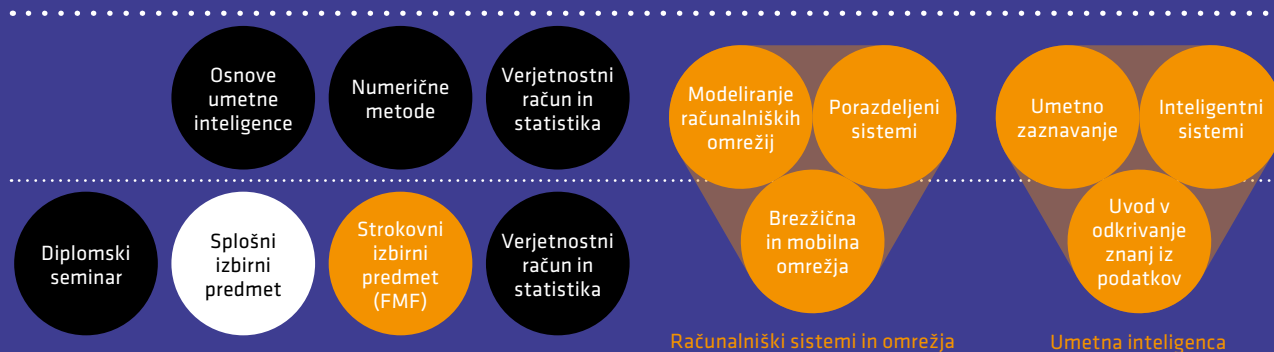 Osnove
umetne
inteligence
Numerične
metode
Verjetnostni
račun in
statistika
Modeliranje
računalniških
omrežij
Porazdeljeni
sistemi
Umetno
zaznavanje
Inteligentni
sistemi
Diplomski
seminar
Splošni
izbirni
predmet
Strokovni
izbirni
predmet
(FMF)
Verjetnostni
račun in
statistika
Brezžična
in mobilna
omrežja
Uvod v
odkrivanje
znanj iz
podatkov
Računalniški sistemi in omrežja
Umetna inteligenca